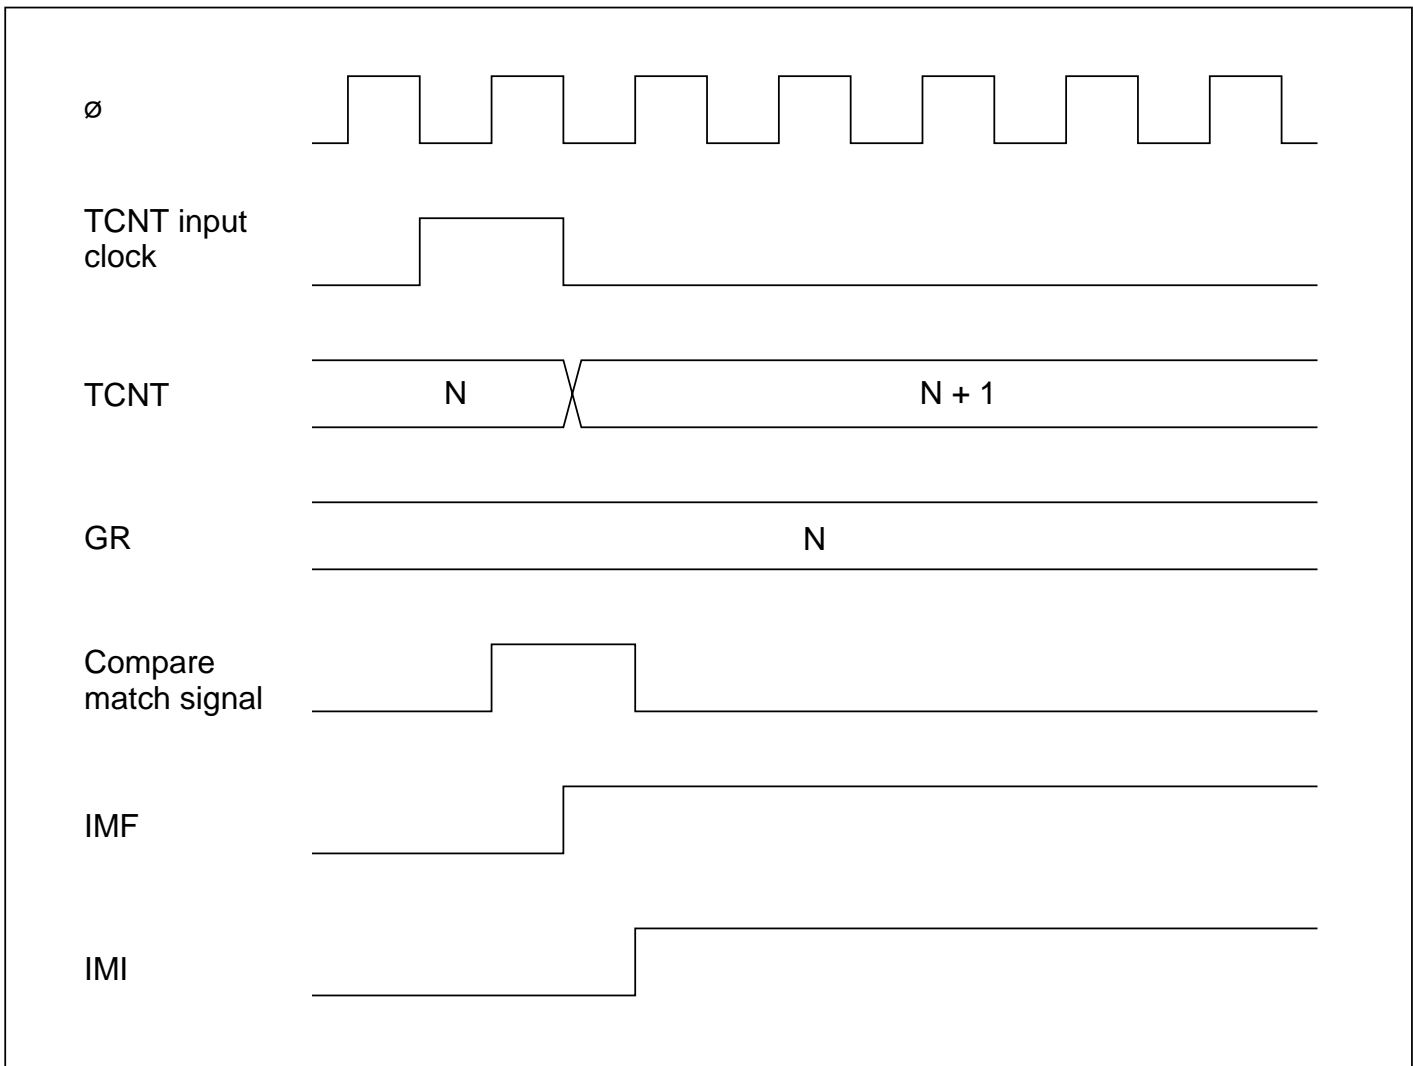 ø
TCNT input
clock
TCNT
N
N + 1
GR
N
Compare
match signal
IMF
IMI